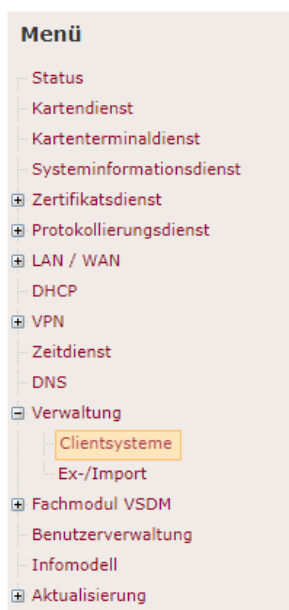 Menü
Status
Kartendienst
Kartenterminaldienst
Systeminformationsdienst
Zertifikatsdienst
Protokollierungsdienst
LAN / WAN
DHCP
VPN
Zeitdienst
DNS
Verwaltung
Clientsysteme
Ex-/Import
Fachmodul VSDM
Benutzerverwaltung
Infomodell
Aktualisierung